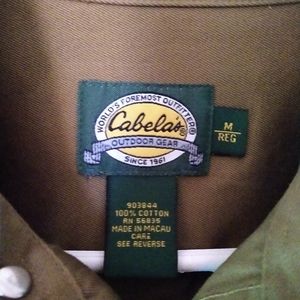 WORLD'S FOREMOST OUTFITTER®
Cabela's®
OUTDOOR GEAR
SINCE 1961
M
REG
903844
100% COTTON
RN 56835
MADE IN MACAU
CARE
SEE REVERSE